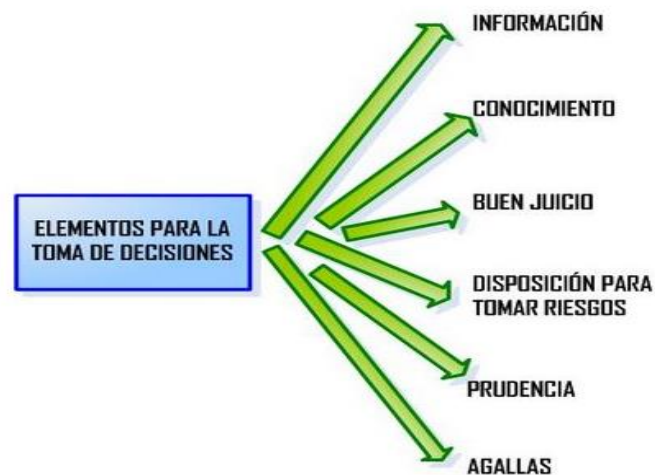 INFORMACIÓN
CONOCIMIENTO
BUEN JUICIO
ELEMENTOS PARA LA
TOMA DE DECISIONES
DISPOSICIÓN PARA
TOMAR RIESGOS
PRUDENCIA
AGALLAS